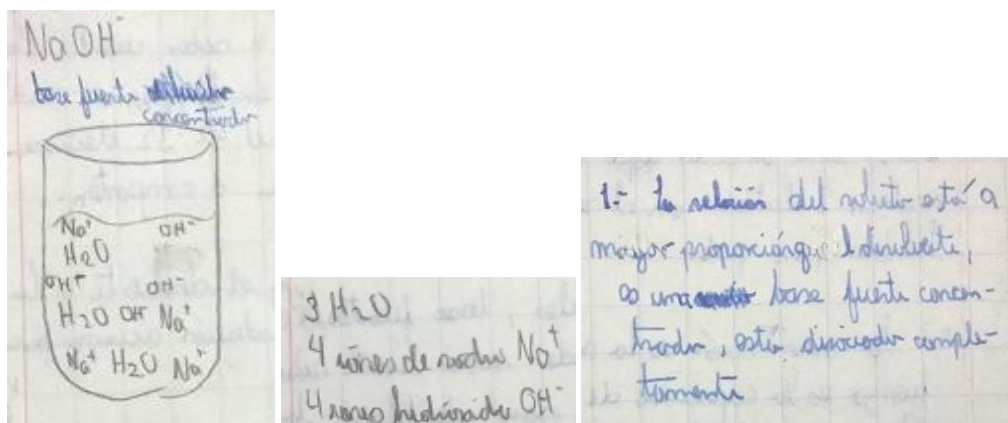 NaOH⁻
base fuerte
concentrada
Na⁺ OH⁻
H₂O
OH⁺ OH⁻
H₂O OH⁻ Na⁺
Na⁺ H₂O Na⁺
3 H₂O
4 iones de sodio Na⁺
4 iones hidróxido OH⁻
1.- La relación del soluto está a
mayor proporción que el disolvente,
es una base fuerte concen-
trada, está disociada comple-
tamente